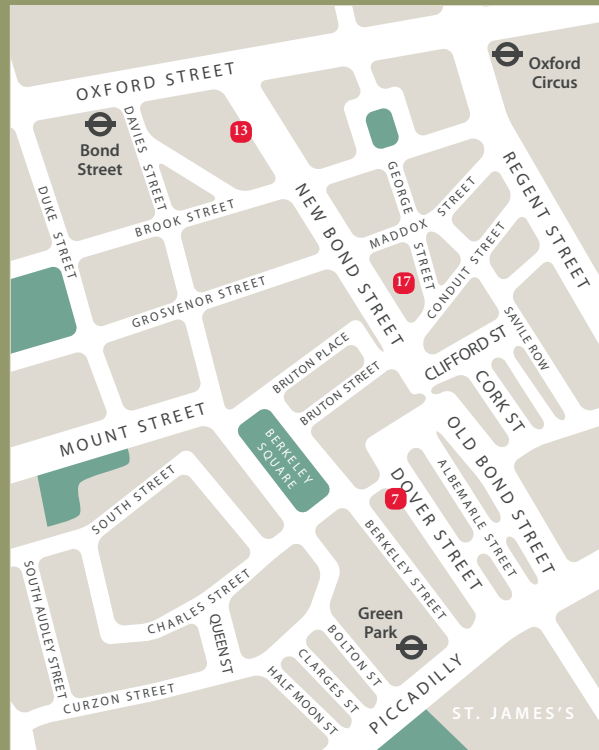 Oxford
Circus
OXFORD STREET
Bond
Street
13
DAVIES STREET
DUKE STREET
BROOK STREET
NEW BOND STREET
GEORGE STREET
MADDOX STREET
REGENT STREET
17
CONDUIT STREET
GROSVENOR STREET
SAVILE ROW
CLIFFORD ST
CORK ST
BRUTON PLACE
BRUTON STREET
MOUNT STREET
BERKELEY
SQUARE
OLD BOND STREET
ALBEMARLE STREET
7
DOVER STREET
BERKELEY STREET
SOUTH STREET
SOUTH AUDLEY STREET
CHARLES STREET
QUEEN ST
Green
Park
BOLTON ST
CLARGES ST
HALF MOON ST
CURZON STREET
PICCADILLY
ST. JAMES'S